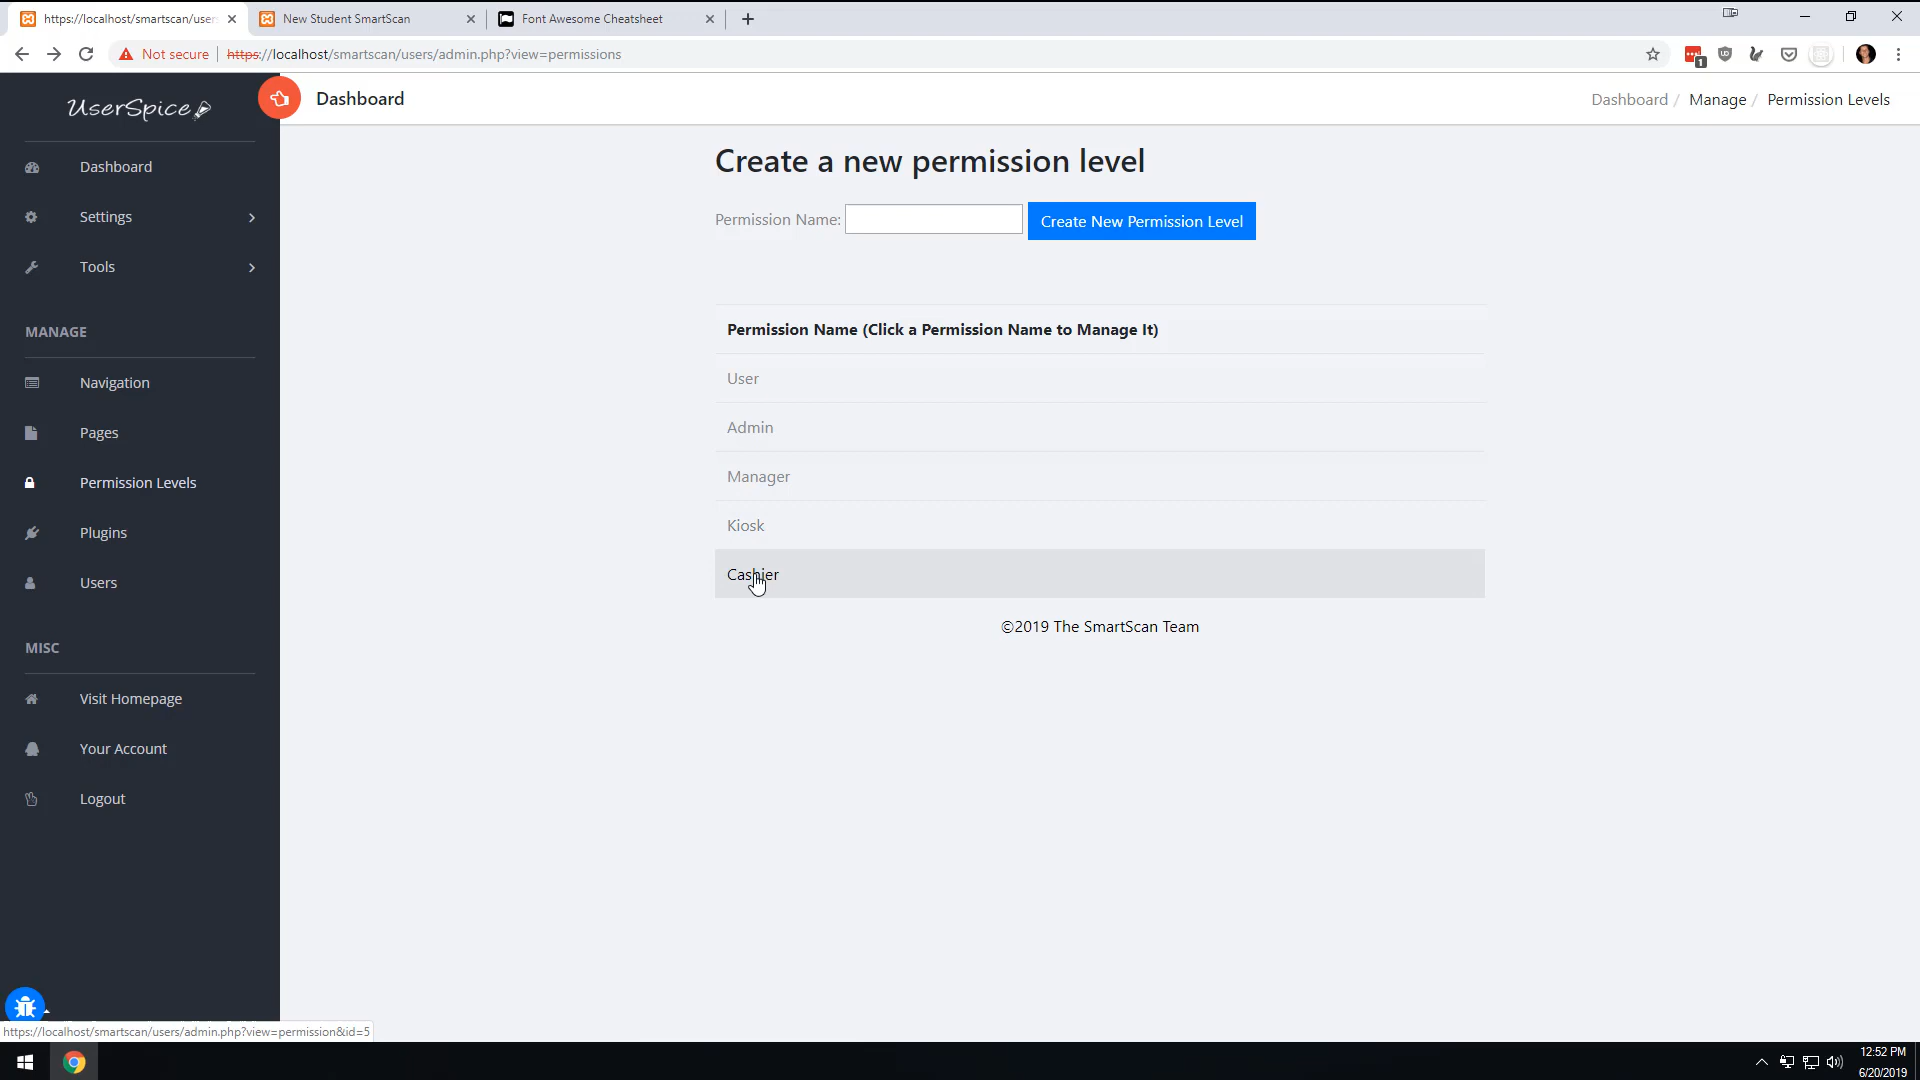 https://localhost/smartscan/user
New Student SmartScan
Font Awesome Cheatsheet
Not secure
https://localhost/smartscan/users/admin.php?view=permissions
1
UserSpice
Dashboard
Dashboard / Manage / Permission Levels
Dashboard
Settings
Tools
MANAGE
Navigation
Pages
Permission Levels
Plugins
Users
MISC
Visit Homepage
Your Account
Logout
Create a new permission level
Permission Name:
Create New Permission Level
Permission Name (Click a Permission Name to Manage It)
User
Admin
Manager
Kiosk
Cashier
©2019 The SmartScan Team
https://localhost/smartscan/users/admin.php?view=permission&id=5
12:52 PM
6/20/2019